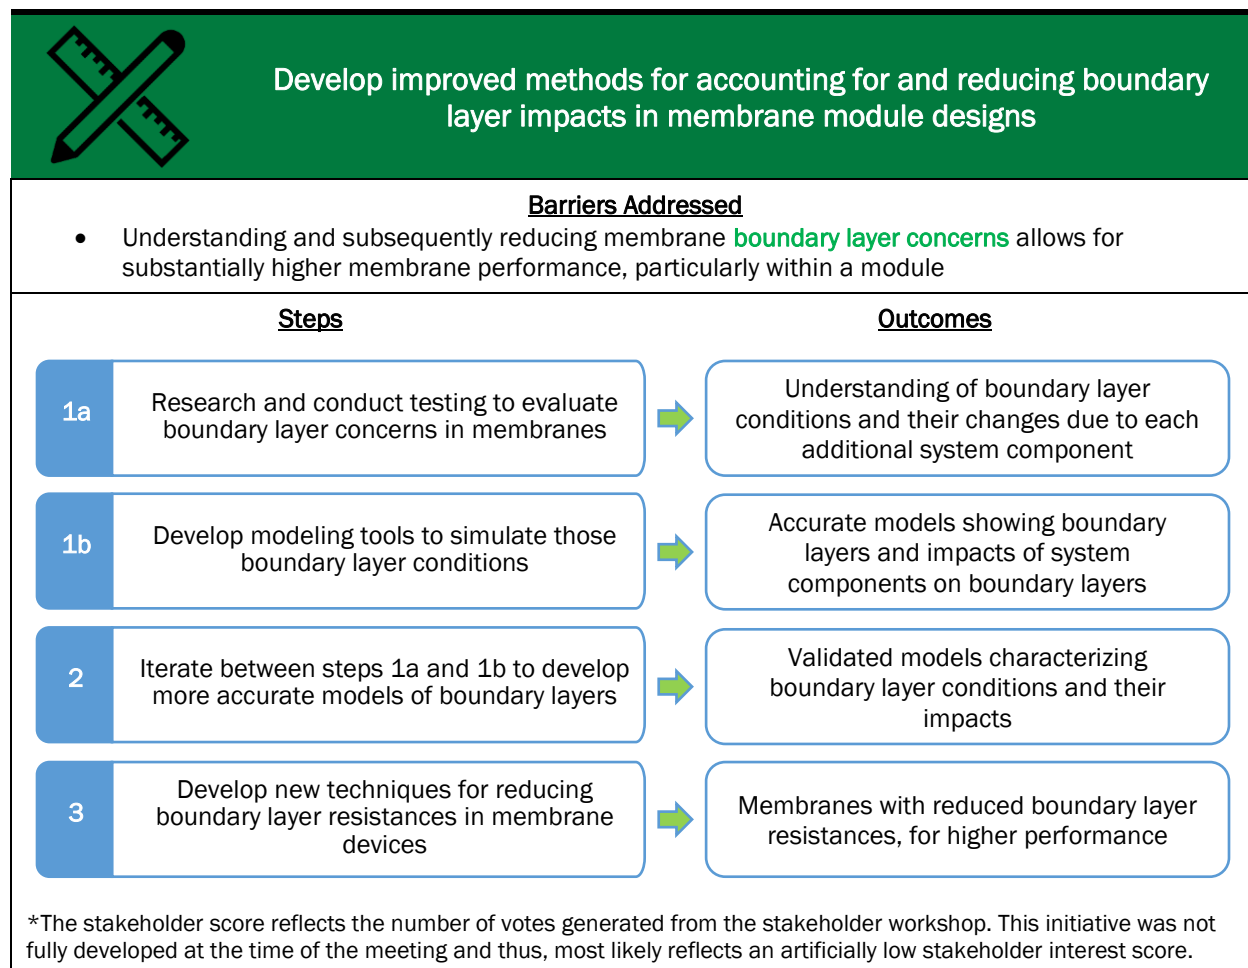 Develop improved methods for accounting for and reducing boundary
layer impacts in membrane module designs
Barriers Addressed
• Understanding and subsequently reducing membrane boundary layer concerns allows for
substantially higher membrane performance, particularly within a module
Steps
Outcomes
1a
Research and conduct testing to evaluate
boundary layer concerns in membranes
Understanding of boundary layer
conditions and their changes due to each
additional system component
1b
Develop modeling tools to simulate those
boundary layer conditions
Accurate models showing boundary
layers and impacts of system
components on boundary layers
2
Iterate between steps 1a and 1b to develop
more accurate models of boundary layers
Validated models characterizing
boundary layer conditions and their
impacts
3
Develop new techniques for reducing
boundary layer resistances in membrane
devices
Membranes with reduced boundary layer
resistances, for higher performance
*The stakeholder score reflects the number of votes generated from the stakeholder workshop. This initiative was not
fully developed at the time of the meeting and thus, most likely reflects an artificially low stakeholder interest score.